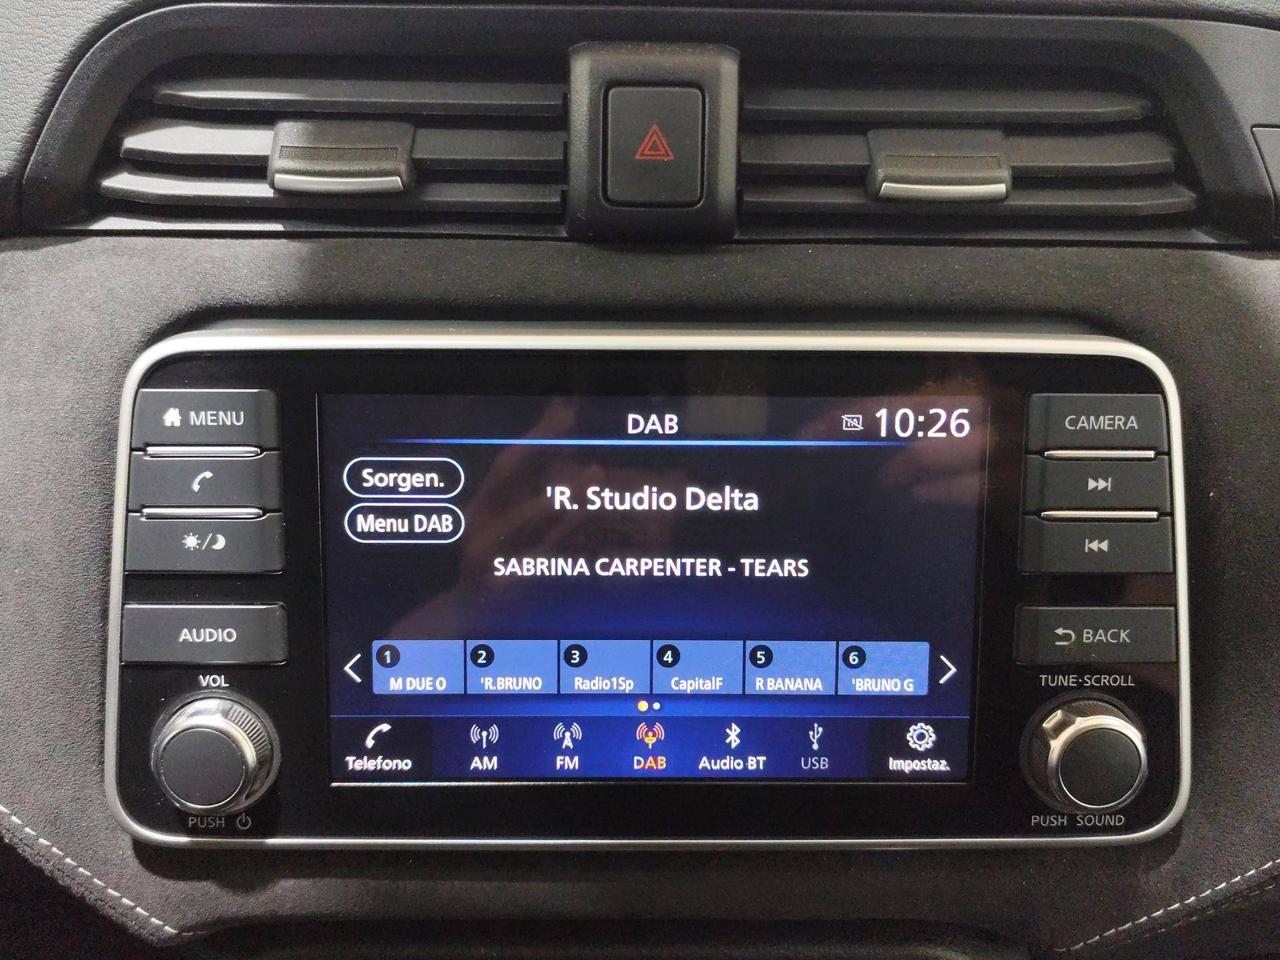 MENU
AUDIO
VOL
PUSH
DAB
TA
10:26
Sorgen.
Menu DAB
'R. Studio Delta
SABRINA CARPENTER - TEARS
1
M DUE O
2
'R.BRUNO
3
Radio1Sp
4
CapitalF
5
R BANANA
6
'BRUNO G
Telefono
AM
FM
DAB
Audio BT
USB
Impostaz.
CAMERA
BACK
TUNE·SCROLL
PUSH SOUND